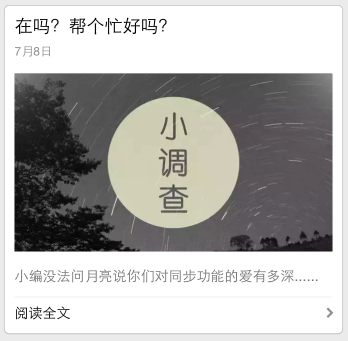 在吗？帮个忙好吗？
7月8日
小
调
查
小编没法问月亮说你们对同步功能的爱有多深......
阅读全文